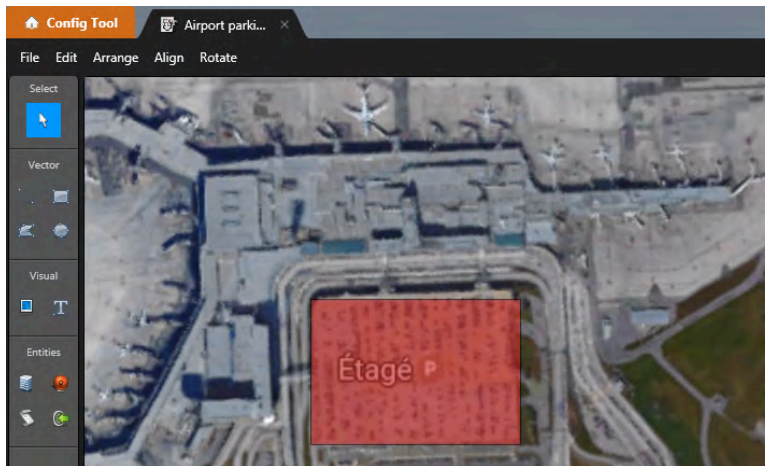 Config Tool
Airport parki...
File Edit Arrange Align Rotate
Select
Vector
Visual
T
Entities
Étagé P